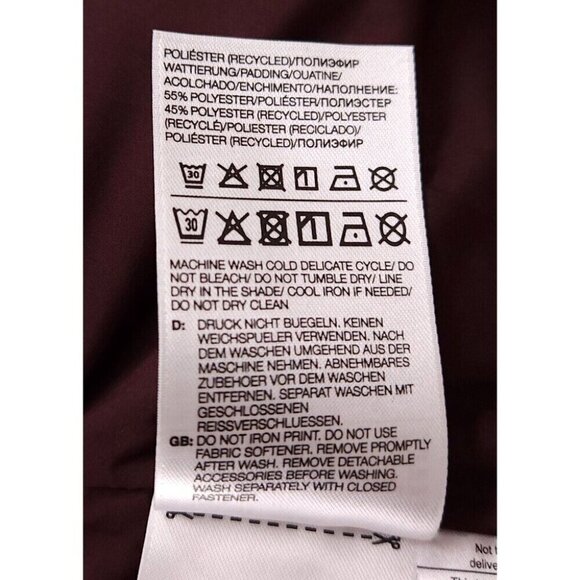 POLIÉSTER (RECYCLED)/ПОЛИЭФИР
WATTIERUNG/PADDING/OUATINE/
ACOLCHADO/ENCHIMENTO/НАПОЛНЕНИЕ:
55% POLYESTER/POLIÉSTER/ПОЛИЭСТЕР
45% POLYESTER (RECYCLED)/POLYESTER
(RECYCLÉ)/POLIESTER (RECICLADO)/
POLIÉSTER (RECYCLED)/ПОЛИЭФИР
30
30
MACHINE WASH COLD DELICATE CYCLE/ DO
NOT BLEACH/ DO NOT TUMBLE DRY/ LINE
DRY IN THE SHADE/ COOL IRON IF NEEDED/
DO NOT DRY CLEAN
D: DRUCK NICHT BUEGELN. KEINEN
WEICHSPUELER VERWENDEN. NACH
DEM WASCHEN UMGEHEND AUS DER
MASCHINE NEHMEN. ABNEHMBARES
ZUBEHOER VOR DEM WASCHEN
ENTFERNEN. SEPARAT WASCHEN MIT
GESCHLOSSENEN
REISSVERSCHLUESSEN.
GB: DO NOT IRON PRINT. DO NOT USE
FABRIC SOFTENER. REMOVE PROMPTLY
AFTER WASH. REMOVE DETACHABLE
ACCESSORIES BEFORE WASHING.
WASH SEPARATELY WITH CLOSED
FASTENER.
Not